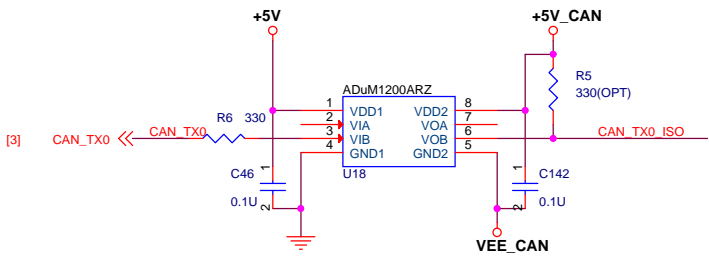 +5V
+5V_CAN
R5
330(OPT)
ADuM1200ARZ
1 VDD1 VDD2 8
2 VIA VOA 7
3 VIB VOB 6
4 GND1 GND2 5
U18
R6 330
[3] CAN_TX0 CAN_TX0
CAN_TX0_ISO
1
C46
0.1U
2
1
C142
0.1U
2
VEE_CAN